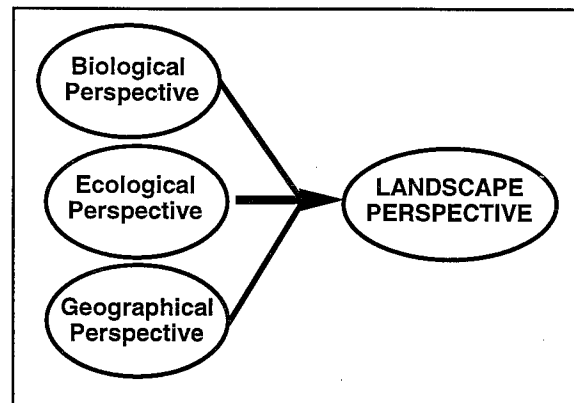 Biological
Perspective
Ecological
Perspective
LANDSCAPE
PERSPECTIVE
Geographical
Perspective